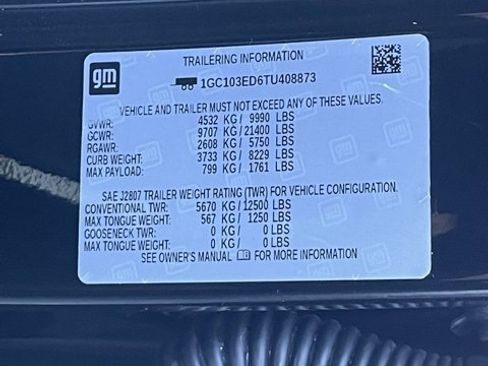 gm
TRAILERING INFORMATION
1GC103ED6TU408873
VEHICLE AND TRAILER MUST NOT EXCEED ANY OF THESE VALUES.
GVWR: 4532 KG/ 9990 LBS
GCWR: 9707 KG/ 21400 LBS
RGAWR: 2608 KG/ 5750 LBS
CURB WEIGHT: 3733 KG/ 8229 LBS
MAX PAYLOAD: 799 KG/ 1761 LBS
SAE J2807 TRAILER WEIGHT RATING (TWR) FOR VEHICLE CONFIGURATION.
CONVENTIONAL TWR: 5670 KG/ 12500 LBS
MAX TONGUE WEIGHT: 567 KG/ 1250 LBS
GOOSENECK TWR: 0 KG/ 0 LBS
MAX TONGUE WEIGHT: 0 KG/ 0 LBS
SEE OWNER'S MANUAL FOR MORE INFORMATION